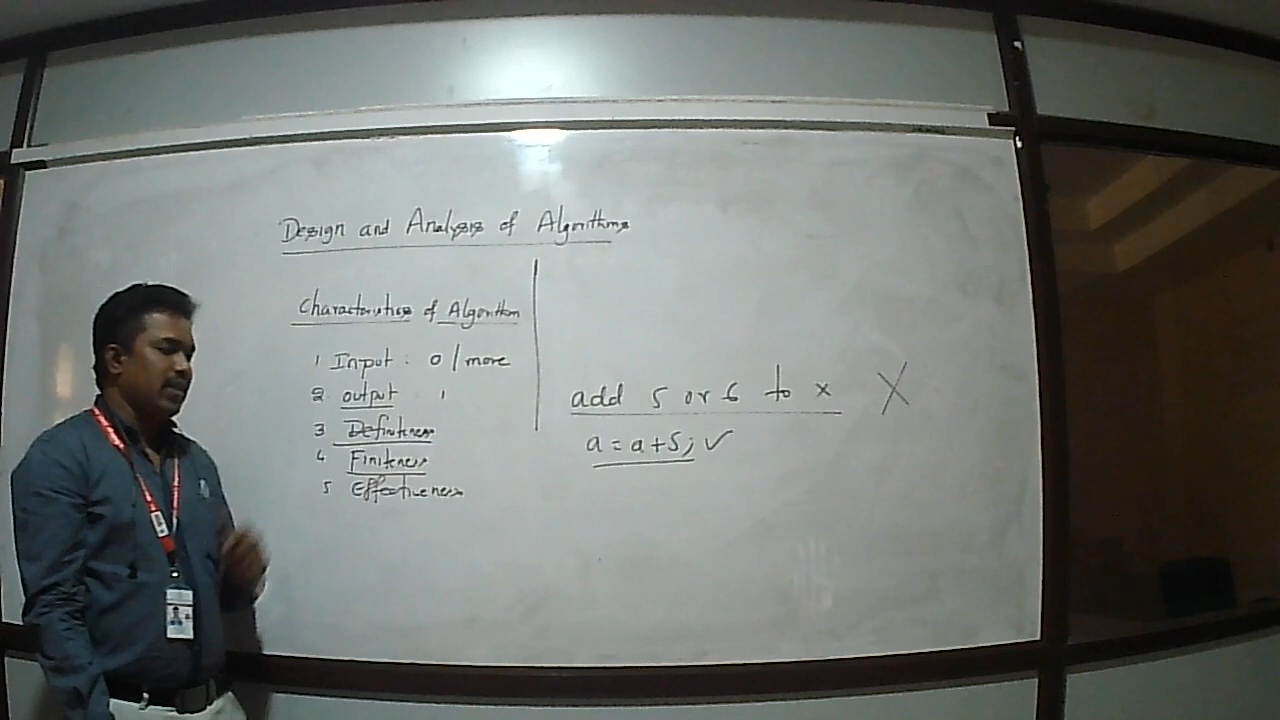 Design and Analysis of Algorithms
Characteristics of Algorithm
1 Input : 0 / more
2 output 1
3 Definiteness
4 Finiteness
5 Effectiveness
add 5 or 6 to x X
a = a + 5; ✓